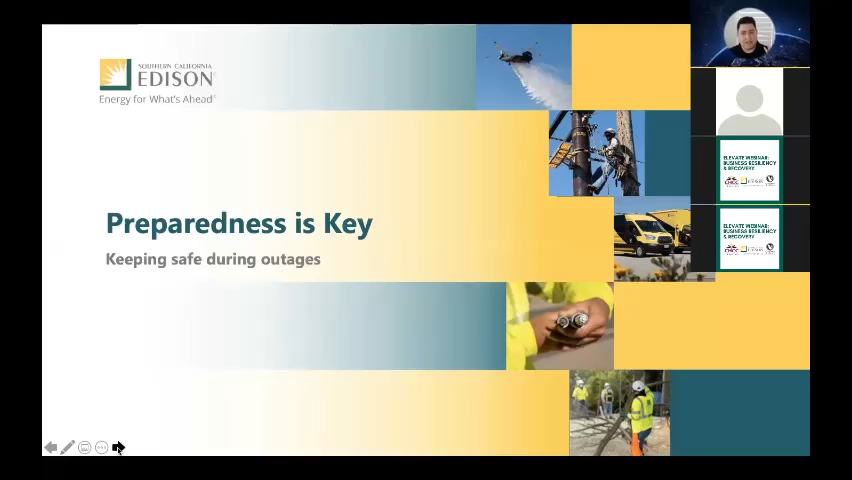 SOUTHERN CALIFORNIA
EDISON
Energy for What's Ahead
Preparedness is Key
Keeping safe during outages
ELEVATE WEBINAR:
BUSINESS RESILIENCY
& RECOVERY
ELEVATE WEBINAR:
BUSINESS RESILIENCY
& RECOVERY